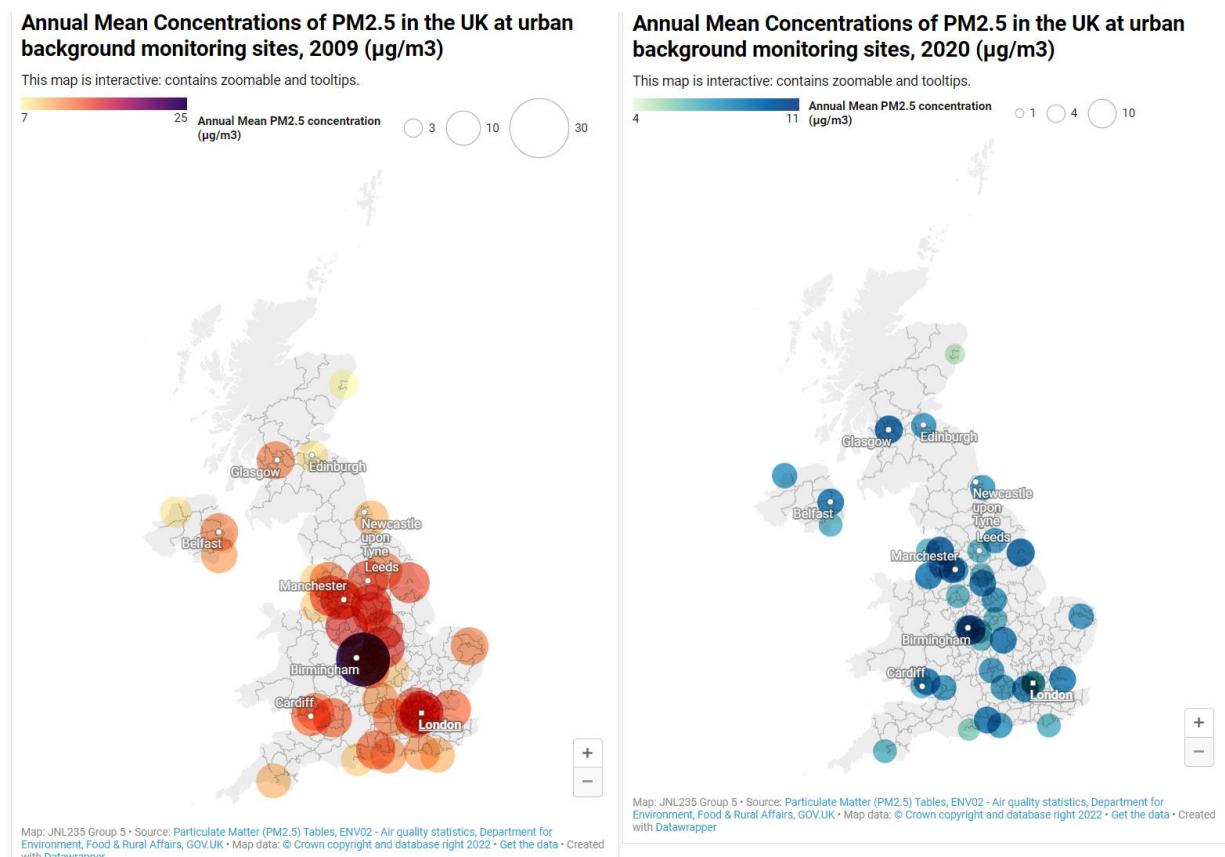 Annual Mean Concentrations of PM2.5 in the UK at urban
background monitoring sites, 2009 (µg/m3)
This map is interactive: contains zoomable and tooltips.
7
25
Annual Mean PM2.5 concentration
(µg/m3)
3
10
30
Glasgow
Edinburgh
Belfast
Newcastle
upon
Tyne
Leeds
Manchester
Birmingham
Cardiff
London
+
−
Map: JNL235 Group 5 • Source: Particulate Matter (PM2.5) Tables, ENV02 - Air quality statistics, Department for
Environment, Food & Rural Affairs, GOV.UK • Map data: © Crown copyright and database right 2022 • Get the data • Created
with Datawrapper
Annual Mean Concentrations of PM2.5 in the UK at urban
background monitoring sites, 2020 (µg/m3)
This map is interactive: contains zoomable and tooltips.
4
11
Annual Mean PM2.5 concentration
(µg/m3)
1
4
10
Glasgow
Edinburgh
Newcastle
upon
Tyne
Belfast
Leeds
Manchester
Birmingham
Cardiff
London
+
−
Map: JNL235 Group 5 • Source: Particulate Matter (PM2.5) Tables, ENV02 - Air quality statistics, Department for
Environment, Food & Rural Affairs, GOV.UK • Map data: © Crown copyright and database right 2022 • Get the data • Created
with Datawrapper